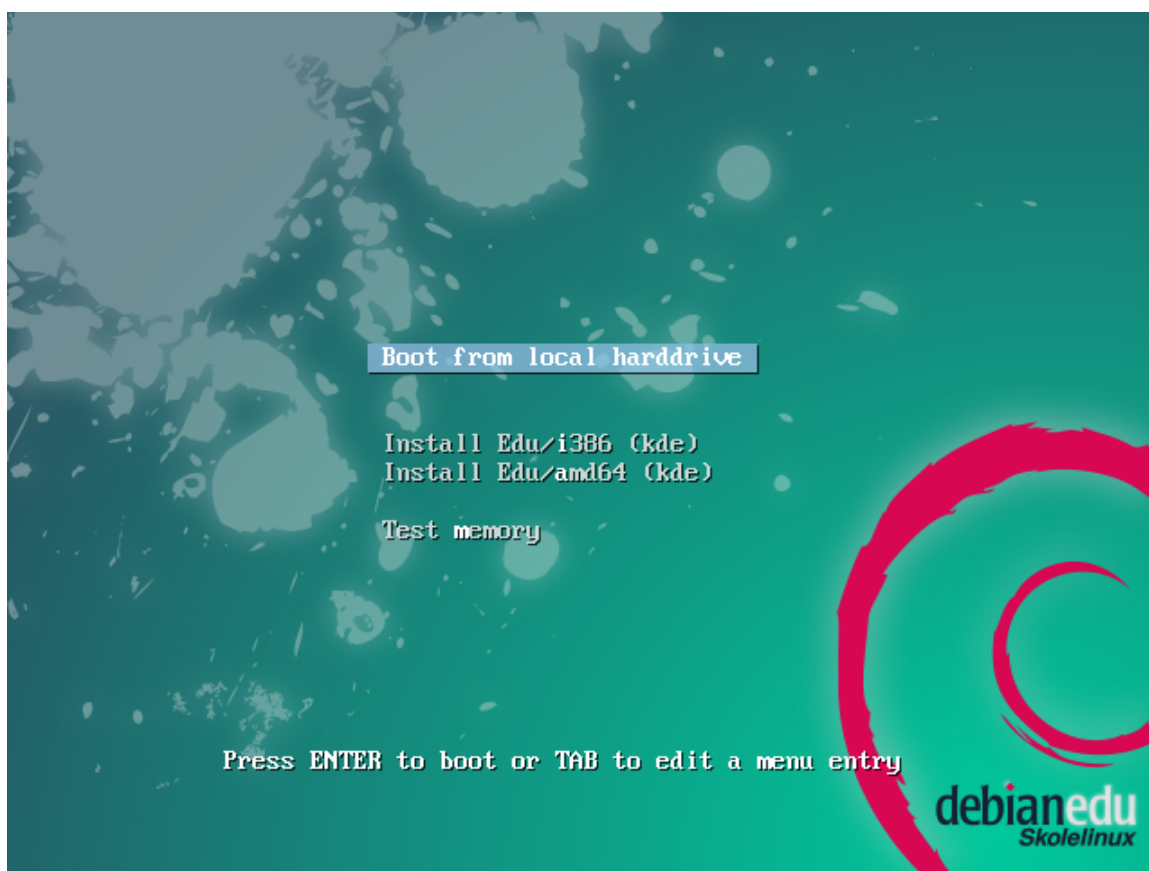 Boot from local harddrive
Install Edu/i386 (kde)
Install Edu/amd64 (kde)
Test memory
Press ENTER to boot or TAB to edit a menu entry
debianedu
Skolelinux